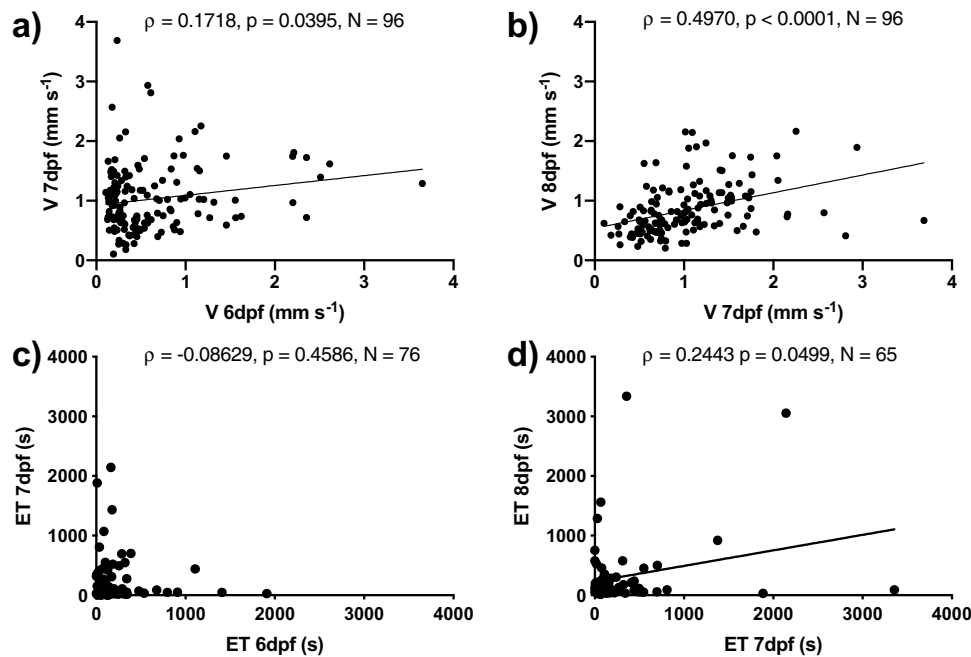 a)
ρ = 0.1718, p = 0.0395, N = 96
4
3
2
1
0
0 1 2 3 4
V 7dpf (mm s⁻¹)
V 6dpf (mm s⁻¹)
b)
ρ = 0.4970, p < 0.0001, N = 96
4
3
2
1
0
0 1 2 3 4
V 8dpf (mm s⁻¹)
V 7dpf (mm s⁻¹)
c)
ρ = -0.08629, p = 0.4586, N = 76
4000
3000
2000
1000
0
0 1000 2000 3000 4000
ET 7dpf (s)
ET 6dpf (s)
d)
ρ = 0.2443 p = 0.0499, N = 65
4000
3000
2000
1000
0
0 1000 2000 3000 4000
ET 8dpf (s)
ET 7dpf (s)